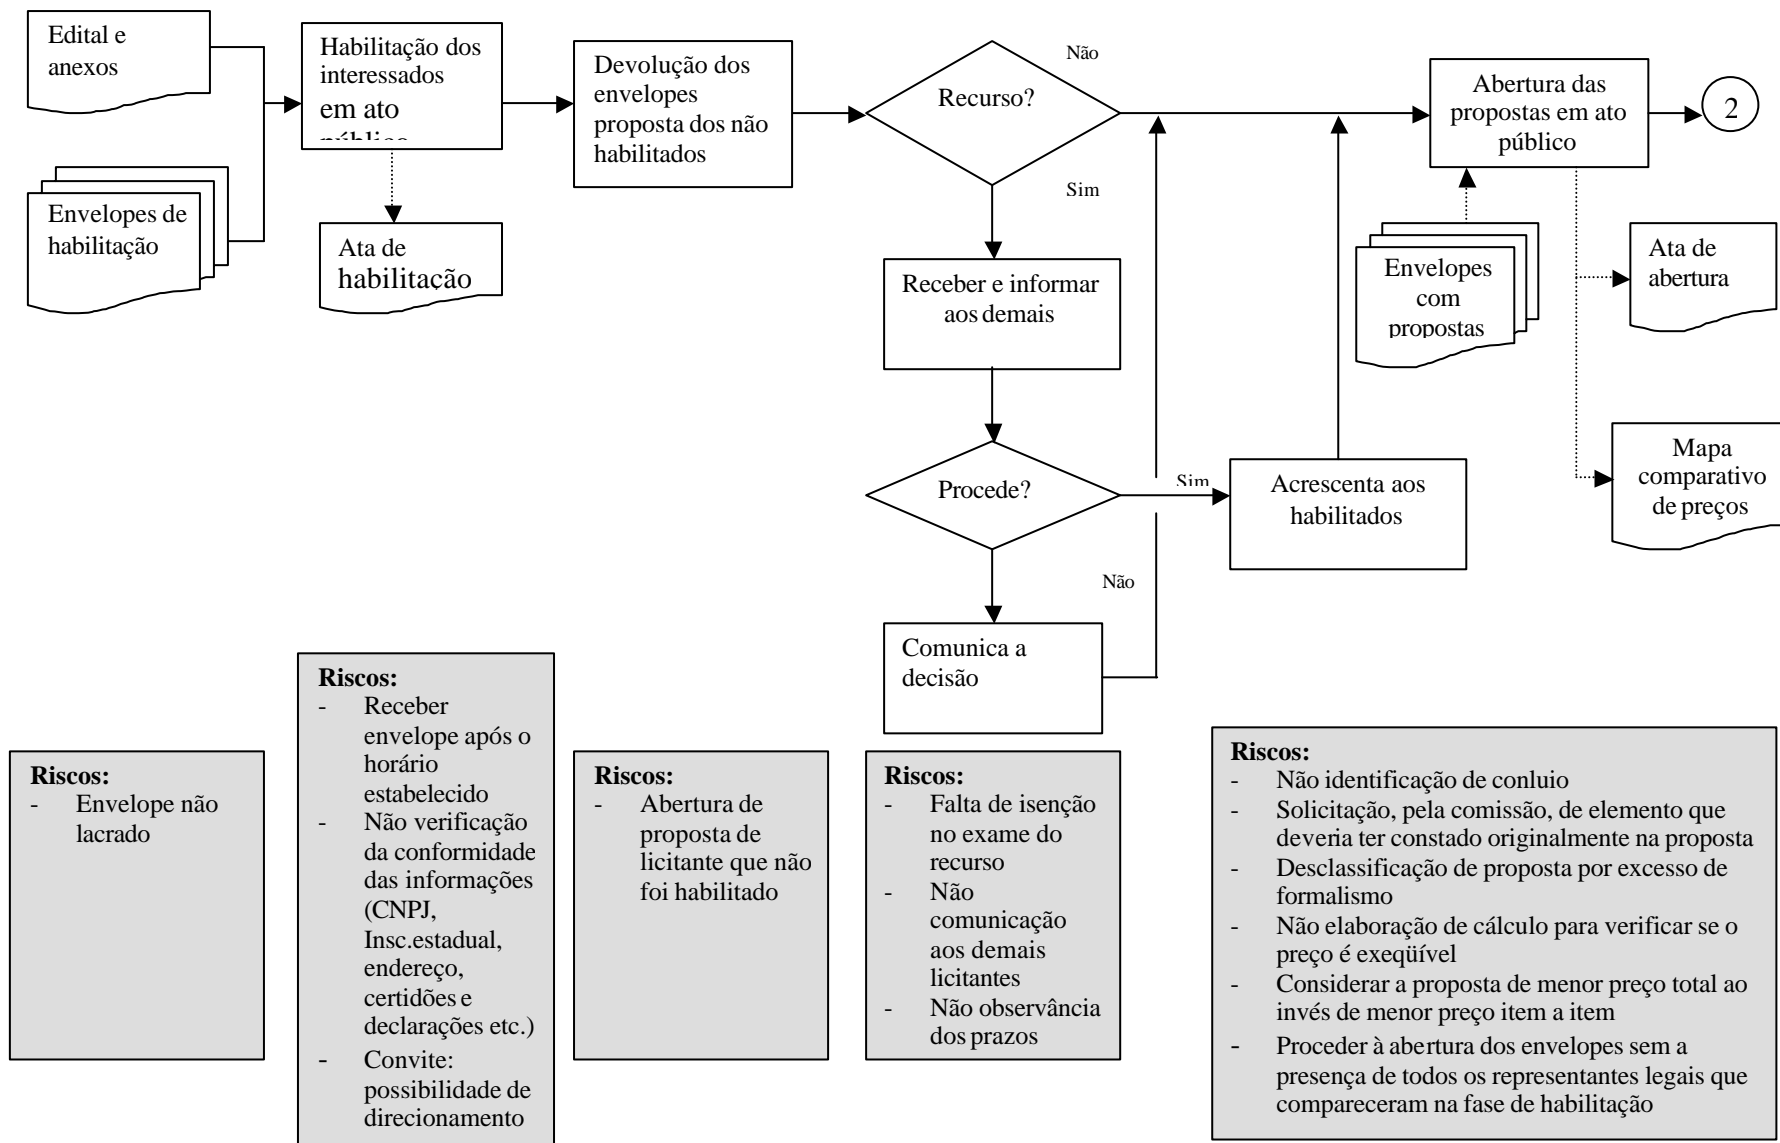 Edital e
anexos
Envelopes de
habilitação
Habilitação dos
interessados
em ato
público
Ata de
habilitação
Devolução dos
envelopes
proposta dos não
habilitados
Recurso?
Não
Sim
Receber e informar
aos demais
Procede?
Sim
Não
Acrescenta aos
habilitados
Comunica a
decisão
Abertura das
propostas em ato
público
2
Envelopes
com
propostas
Ata de
abertura
Mapa
comparativo
de preços
Riscos:
- Envelope não
lacrado
Riscos:
- Receber
envelope após o
horário
estabelecido
- Não verificação
da conformidade
das informações
(CNPJ,
Insc.estadual,
endereço,
certidões e
declarações etc.)
- Convite:
possibilidade de
direcionamento
Riscos:
- Abertura de
proposta de
licitante que não
foi habilitado
Riscos:
- Falta de isenção
no exame do
recurso
- Não
comunicação
aos demais
licitantes
- Não observância
dos prazos
Riscos:
- Não identificação de conluio
- Solicitação, pela comissão, de elemento que
deveria ter constado originalmente na proposta
- Desclassificação de proposta por excesso de
formalismo
- Não elaboração de cálculo para verificar se o
preço é exeqüível
- Considerar a proposta de menor preço total ao
invés de menor preço item a item
- Proceder à abertura dos envelopes sem a
presença de todos os representantes legais que
compareceram na fase de habilitação